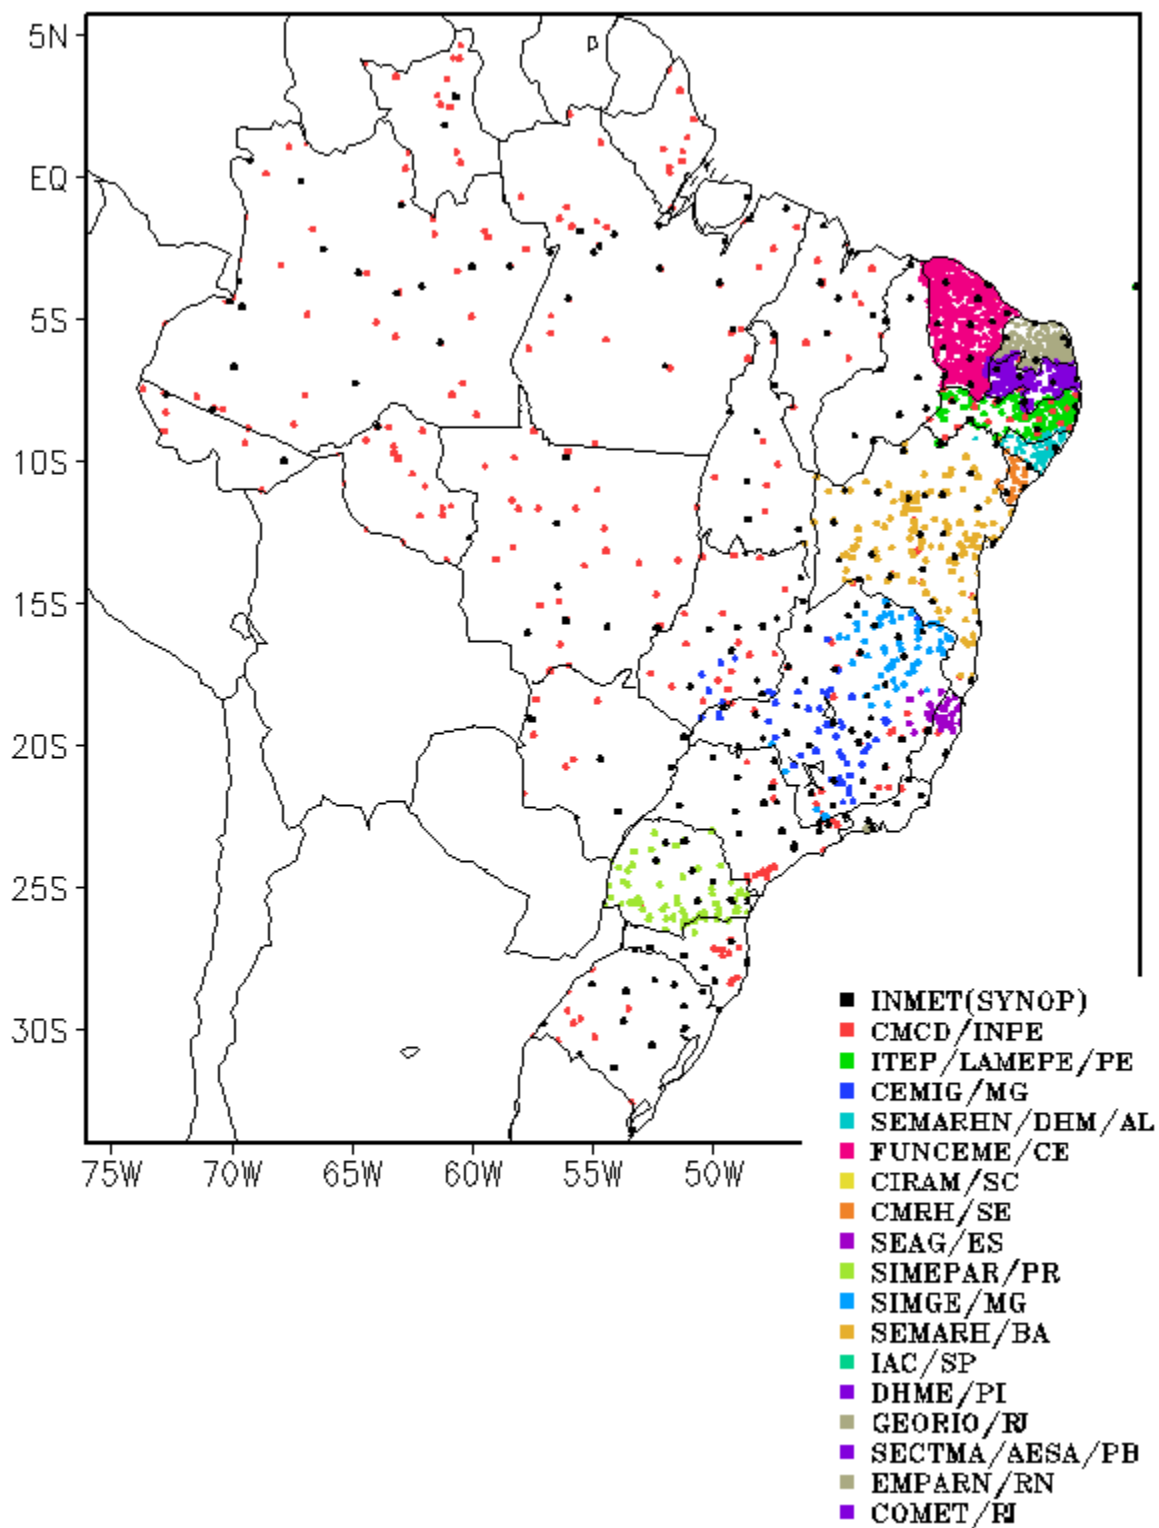 5N
EQ
5S
10S
15S
20S
25S
30S
75W 70W 65W 60W 55W 50W
INMET(SYNOP)
CMCD/INPE
ITEP/LAMEPE/PE
CEMIG/MG
SEMARHN/DHM/AL
FUNCEME/CE
CIRAM/SC
CMRH/SE
SEAG/ES
SIMEPAR/PR
SIMGE/MG
SEMARH/BA
IAC/SP
DHME/PI
GEORIO/RJ
SECTMA/AESA/PB
EMPARN/RN
COMET/RJ